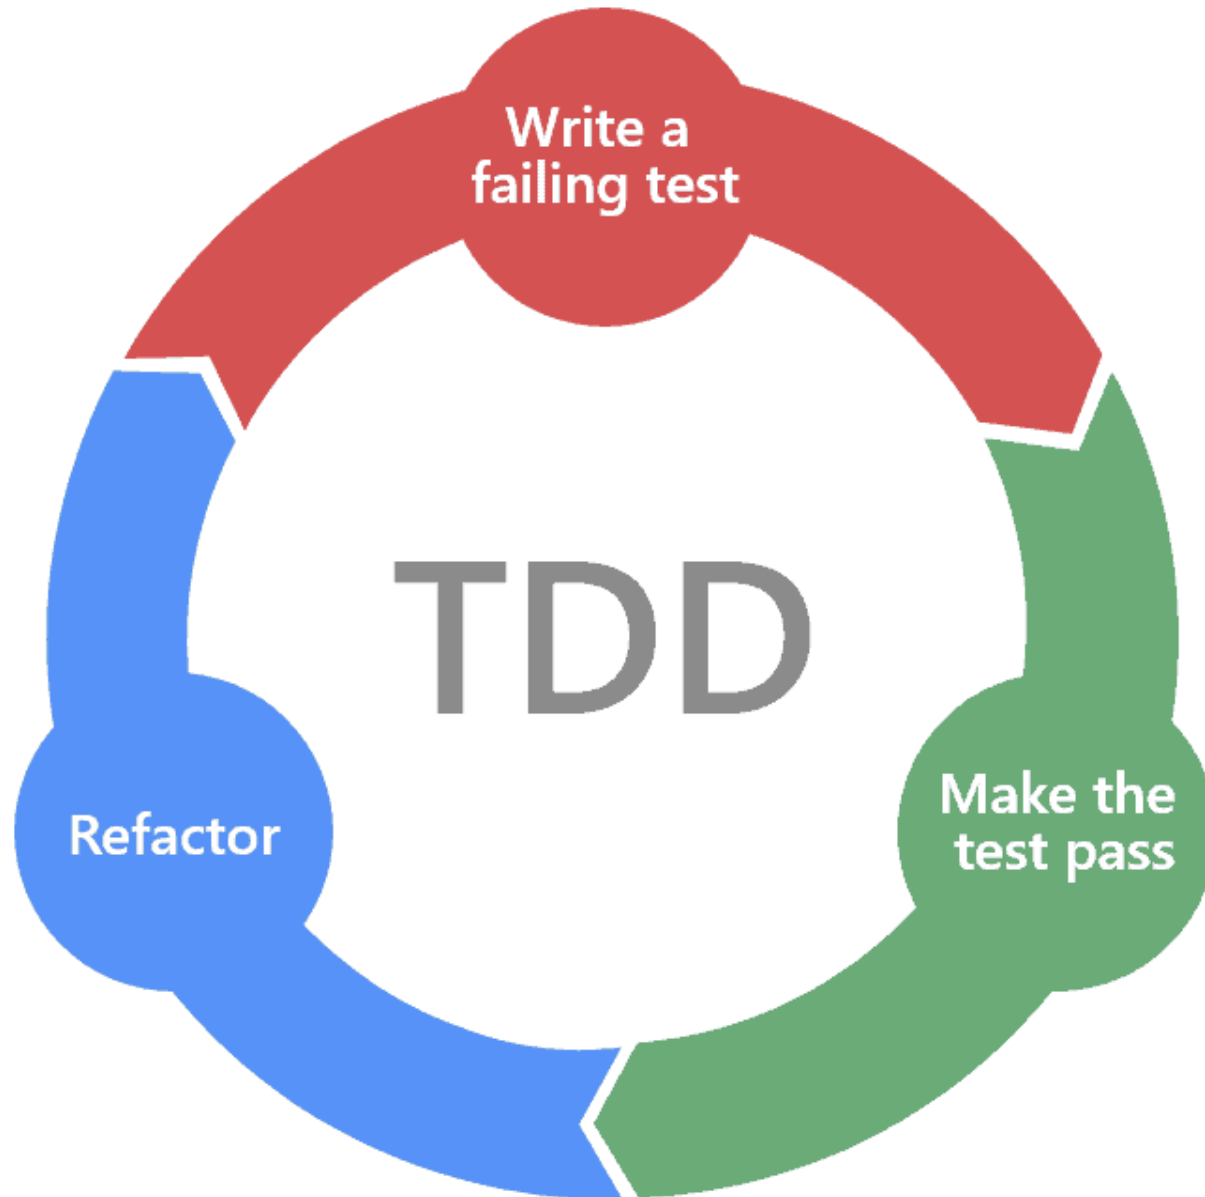 Write a
failing test
TDD
Make the
test pass
Refactor